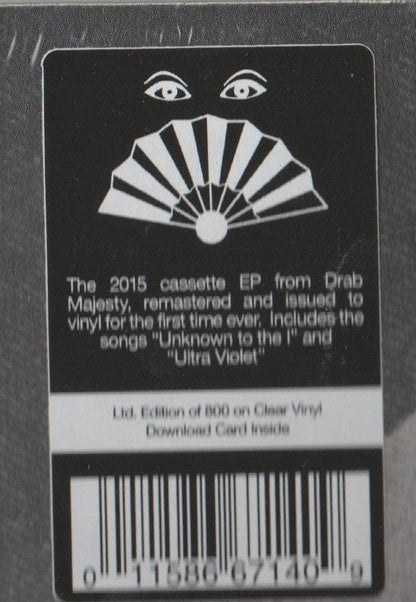 The 2015 cassette EP from Drab
Majesty, remastered and issued to
vinyl for the first time ever. Includes the
songs "Unknown to the I" and
"Ultra Violet"
Ltd. Edition of 800 on Clear Vinyl
Download Card Inside
0 11586 67140 9